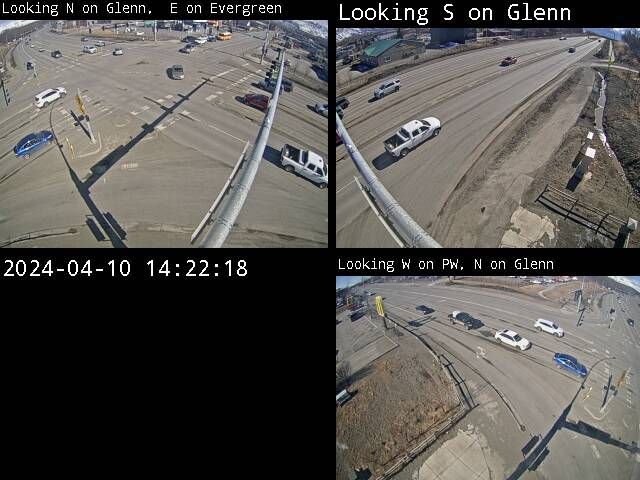 Looking N on Glenn,  E on Evergreen
Looking S on Glenn
2024-04-10 14:22:18
Looking W on PW, N on Glenn